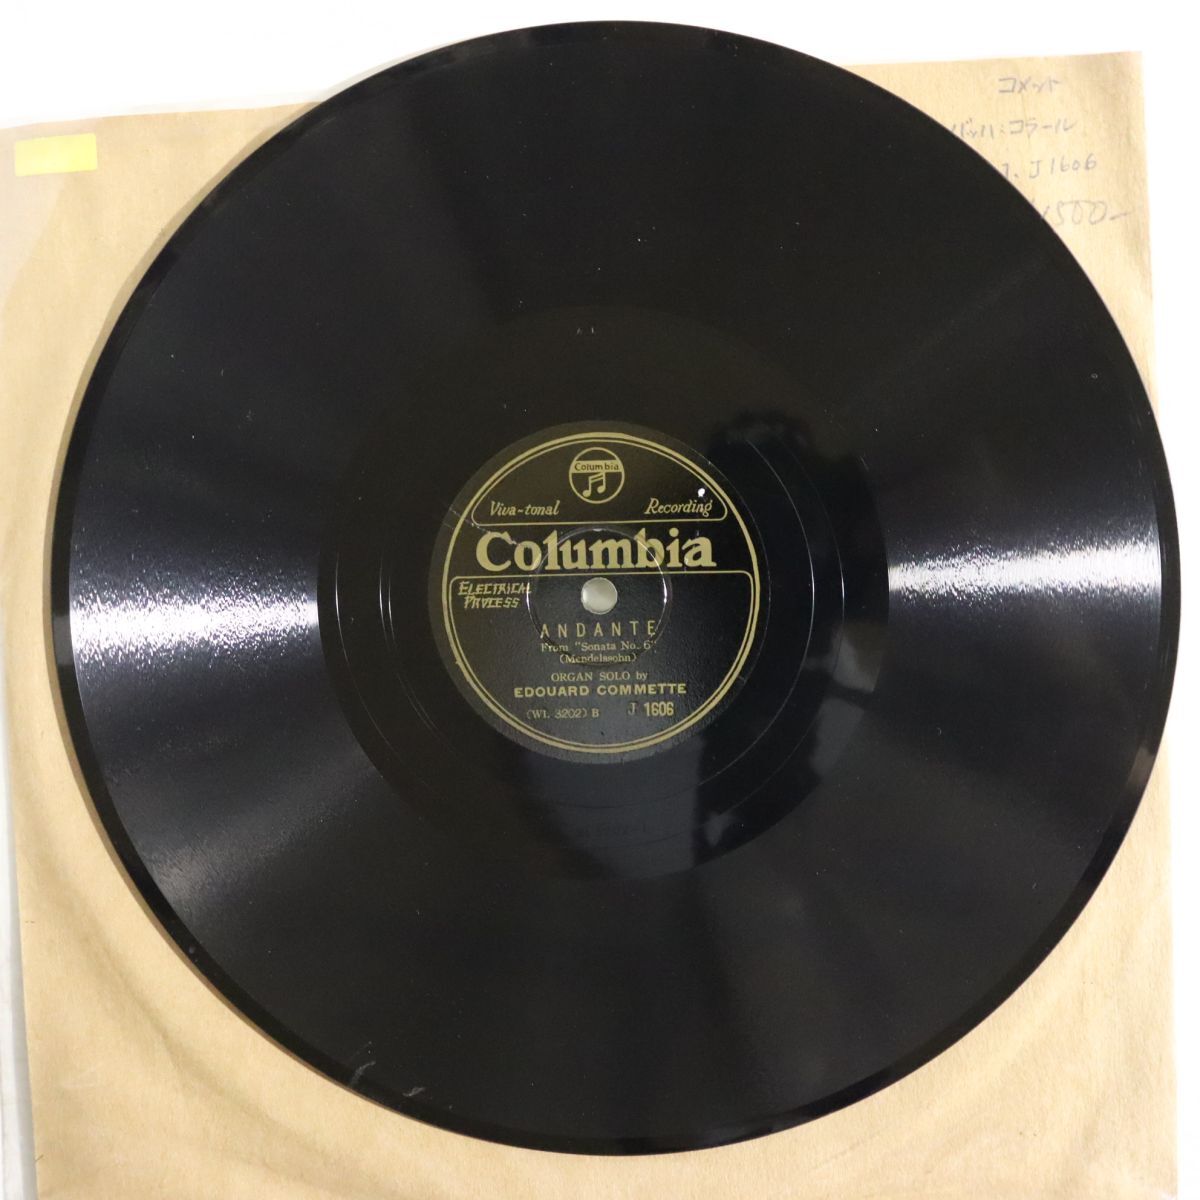 コメット
バッハ:コラール
J1606
1500-
Columbia
Viva-tonal Recording
Columbia
ELECTRICAL
PROCESS
ANDANTE
From "Sonata No. 6"
(Mendelssohn)
ORGAN SOLO by
EDOUARD COMMETTE
(WL 3202) B J 1606